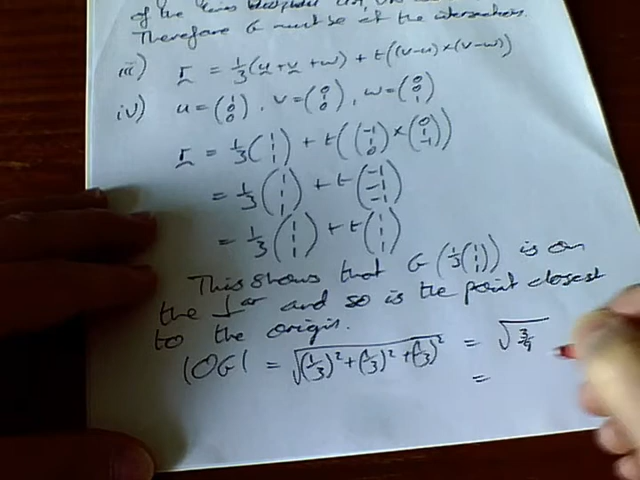 of the lines
Therefore G must be at the intersection.
iii) r = 1/3(u + v + w) + t((v-u)×(v-w))
iv) u = (1 0 0), v = (0 1 0), w = (0 0 1)
r = 1/3(1 1 1) + t((-1 1 0)×(0 1 -1))
= 1/3(1 1 1) + t(-1 -1 -1)
= 1/3(1 1 1) + t(1 1 1)
This shows that G (1/3(1 1 1)) is on
the ⊥ar and so is the point closest
to the origin.
|OG| = √((1/3)² + (1/3)² + (1/3)²) = √(3/9)
=